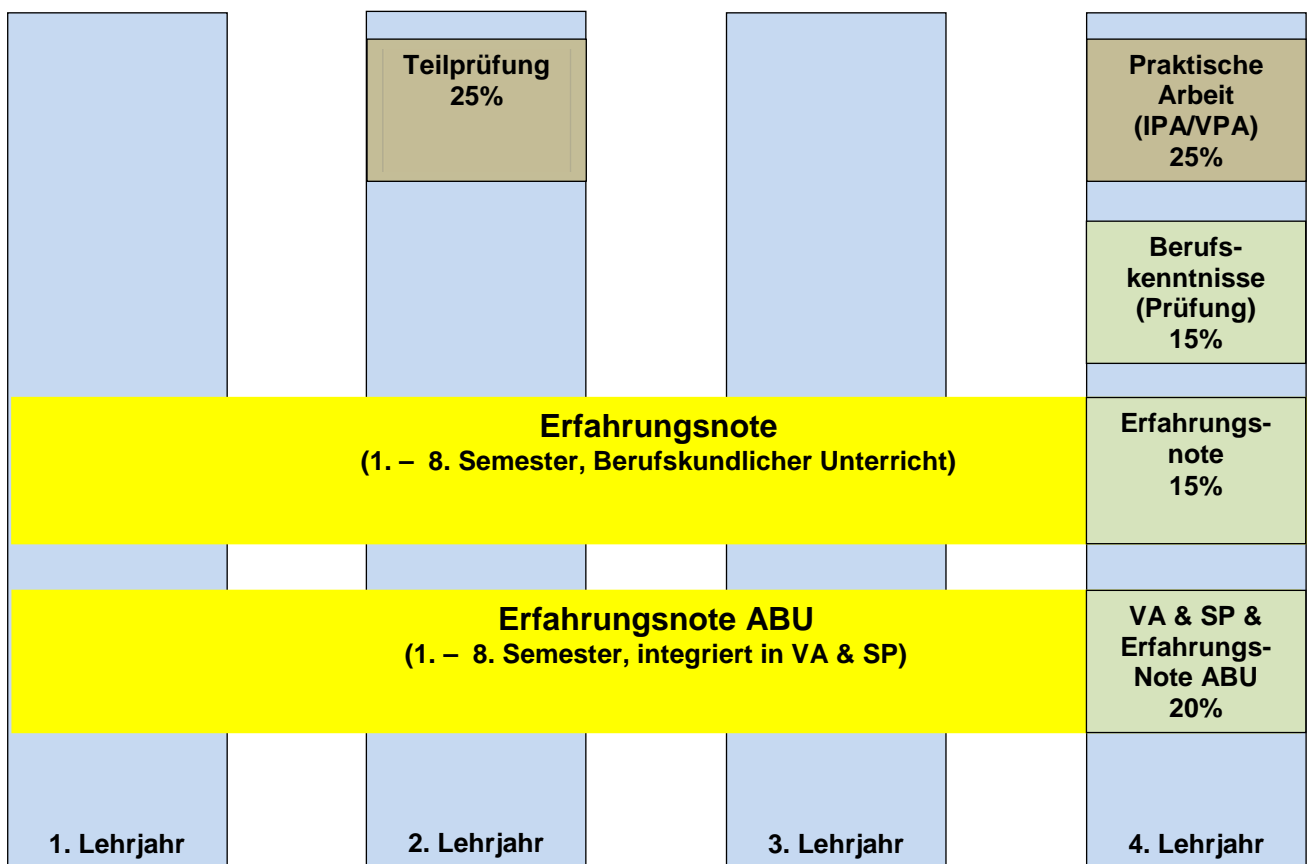 Teilprüfung
25%
Praktische
Arbeit
(IPA/VPA)
25%
Berufs-
kenntnisse
(Prüfung)
15%
Erfahrungsnote
(1. – 8. Semester, Berufskundlicher Unterricht)
Erfahrungs-
note
15%
Erfahrungsnote ABU
(1. – 8. Semester, integriert in VA & SP)
VA & SP &
Erfahrungs-
Note ABU
20%
1. Lehrjahr
2. Lehrjahr
3. Lehrjahr
4. Lehrjahr